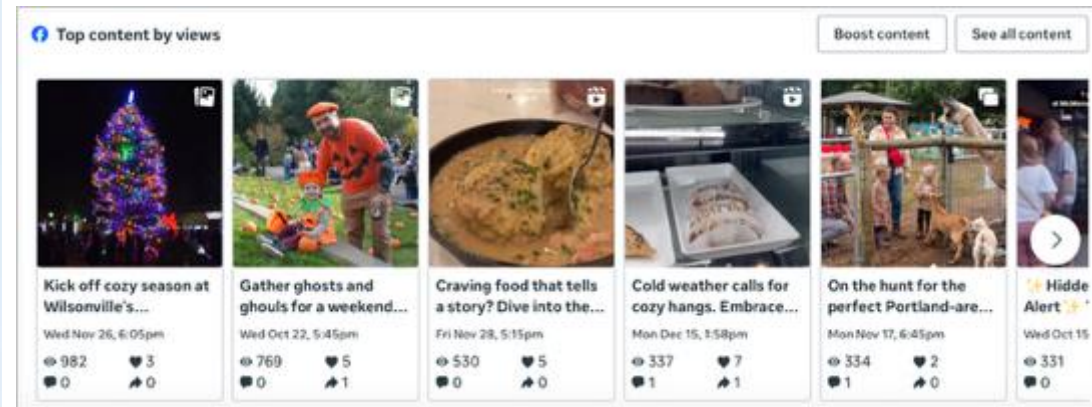 Top content by views
Boost content
See all content
Kick off cozy season at
Wilsonville's...
Wed Nov 26, 6:05pm
982
3
0
0
Gather ghosts and
ghouls for a weekend...
Wed Oct 22, 5:45pm
769
5
0
1
Craving food that tells
a story? Dive into the...
Fri Nov 28, 5:15pm
530
5
0
0
Cold weather calls for
cozy hangs. Embrace...
Mon Dec 15, 1:58pm
337
7
1
1
On the hunt for the
perfect Portland-are...
Mon Nov 17, 6:45pm
334
2
1
0
✨ Hidde
Alert ✨
Wed Oct 15
331
0